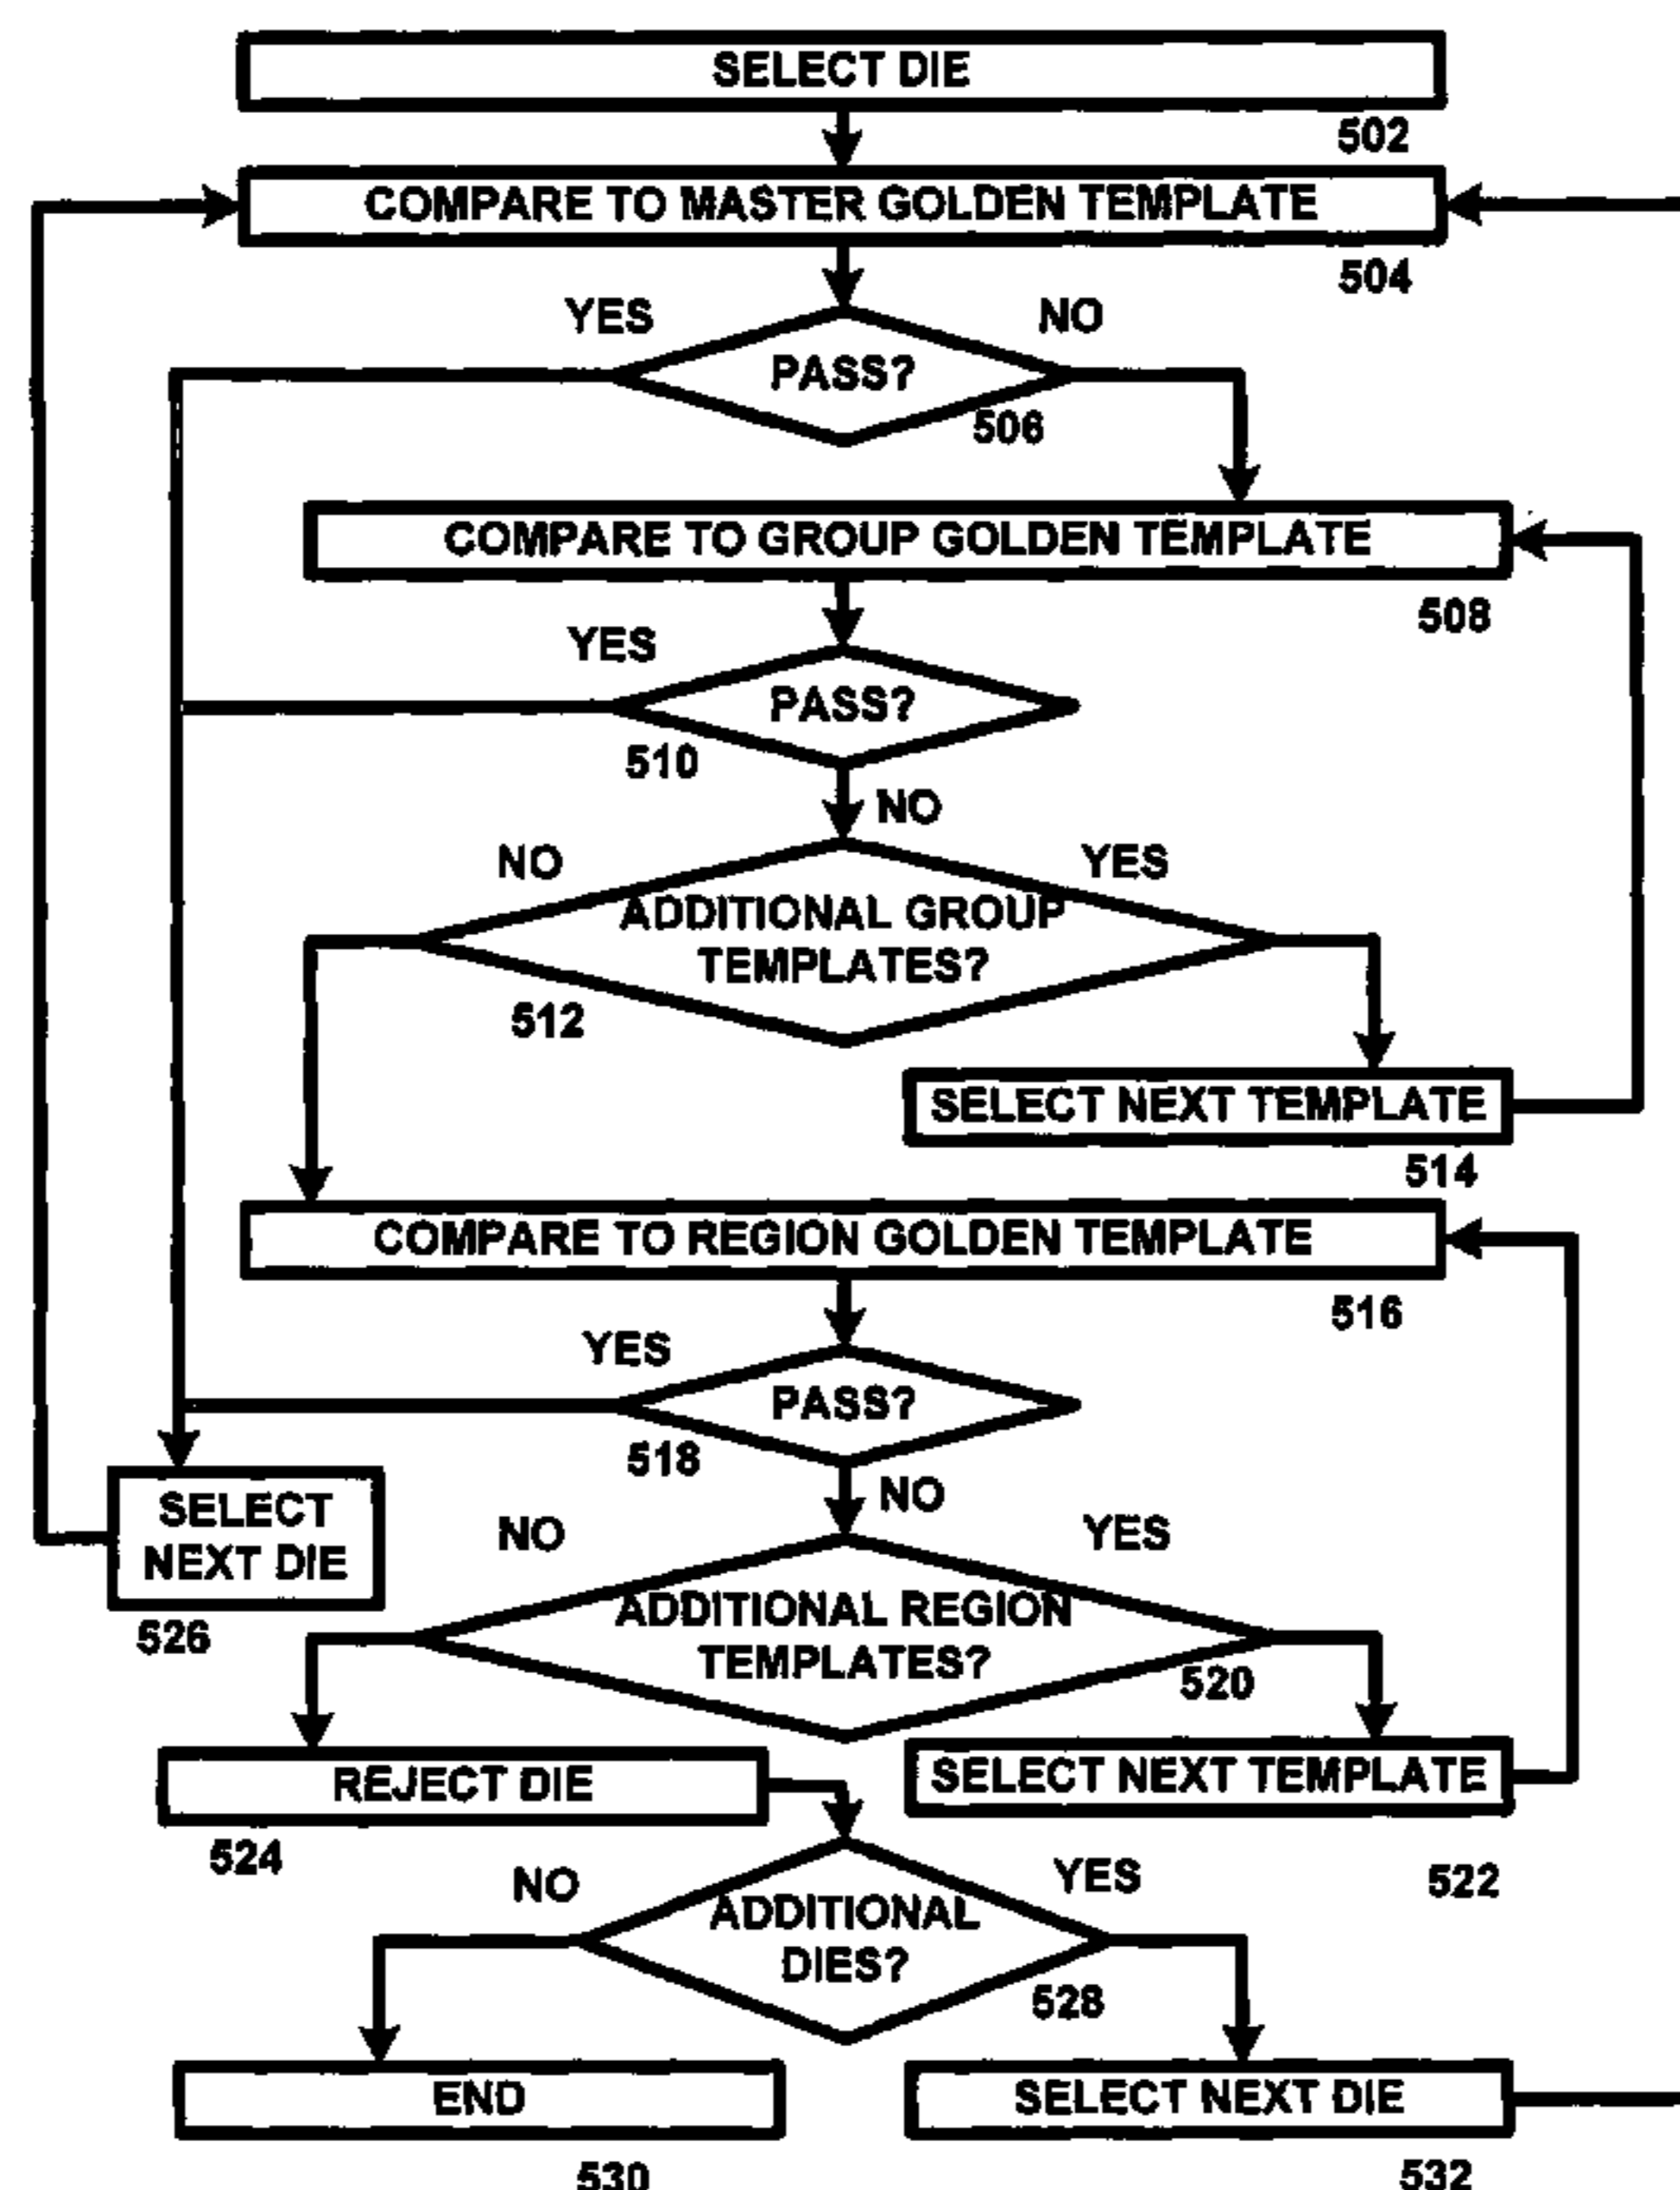 SELECT DIE
502
COMPARE TO MASTER GOLDEN TEMPLATE
504
YES
NO
PASS?
506
COMPARE TO GROUP GOLDEN TEMPLATE
508
YES
PASS?
510
NO
NO
YES
ADDITIONAL GROUP
TEMPLATES?
512
SELECT NEXT TEMPLATE
514
COMPARE TO REGION GOLDEN TEMPLATE
516
YES
PASS?
518
NO
SELECT
NEXT DIE
526
NO
YES
ADDITIONAL REGION
TEMPLATES?
520
REJECT DIE
524
SELECT NEXT TEMPLATE
522
NO
YES
ADDITIONAL
DIES?
528
END
530
SELECT NEXT DIE
532